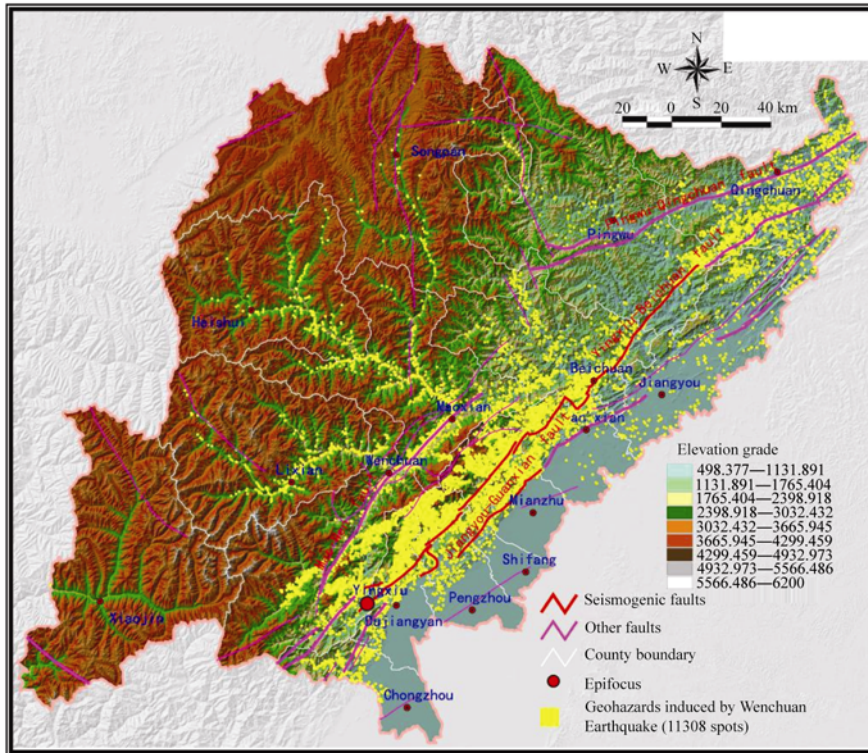 N
W E
S
20 0 20 40 km
Songpan
Qingchuan
Pingwu
fault
Heishui
Yingxiu-Beichuan fault
Beichuan
Jiangyou
Maoxian
an xian
Wenchuan
Lixian
Jiangyou-Guanxian fault
Mianzhu
Shifang
Yingxiu
Pengzhou
Dujiangyan
Xiaojin
Chongzhou
Elevation grade
498.377—1131.891
1131.891—1765.404
1765.404—2398.918
2398.918—3032.432
3032.432—3665.945
3665.945—4299.459
4299.459—4932.973
4932.973—5566.486
5566.486—6200
Seismogenic faults
Other faults
County boundary
Epifocus
Geohazards induced by Wenchuan
Earthquake (11308 spots)